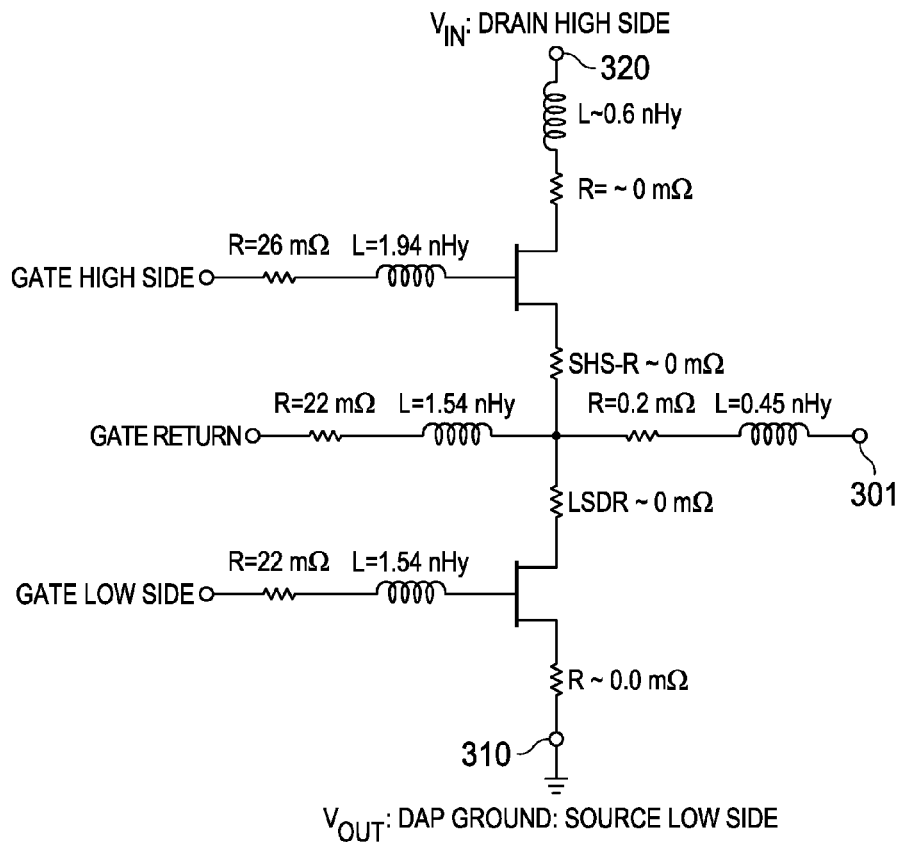 V_IN: DRAIN HIGH SIDE
320
L~0.6 nHy
R= ~ 0 mΩ
R=26 mΩ L=1.94 nHy
GATE HIGH SIDE
SHS-R ~ 0 mΩ
R=22 mΩ L=1.54 nHy R=0.2 mΩ L=0.45 nHy
GATE RETURN
301
LSDR ~ 0 mΩ
R=22 mΩ L=1.54 nHy
GATE LOW SIDE
R ~ 0.0 mΩ
310
V_OUT: DAP GROUND: SOURCE LOW SIDE